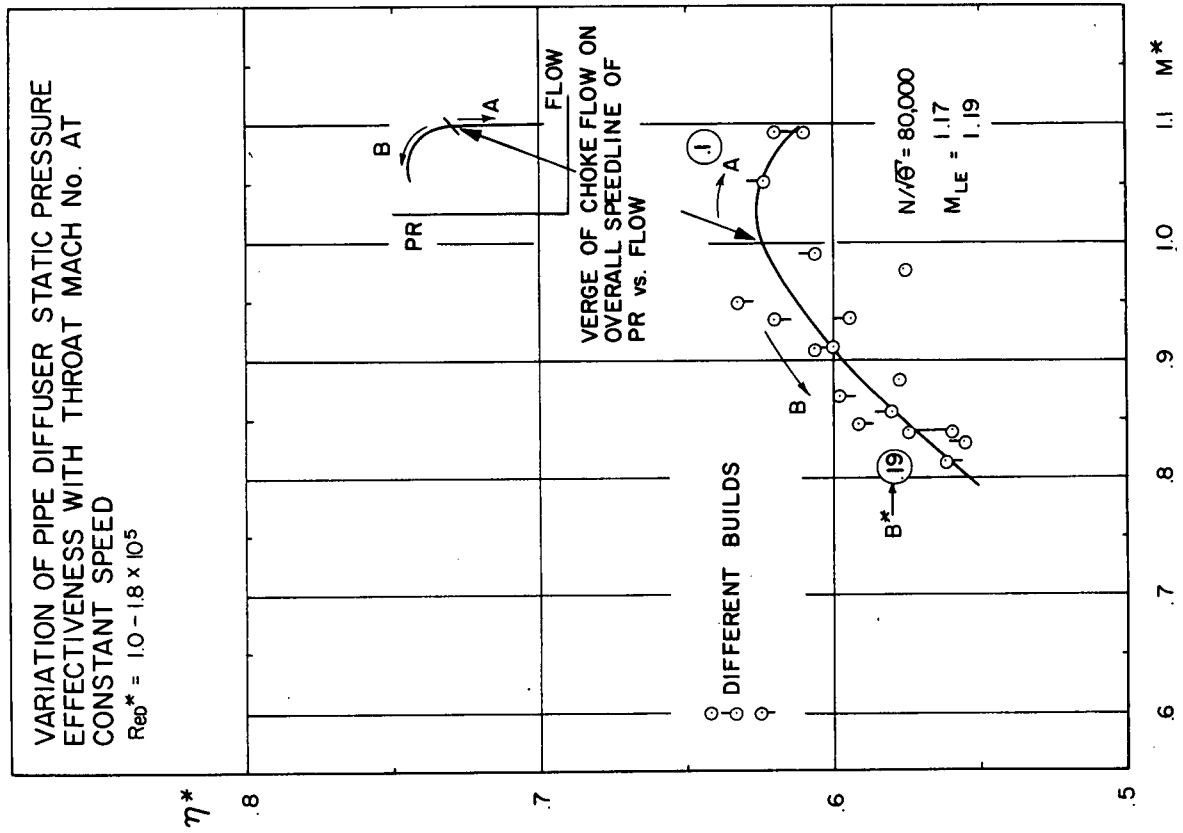 VARIATION OF PIPE DIFFUSER STATIC PRESSURE
EFFECTIVENESS WITH THROAT MACH No. AT
CONSTANT SPEED
ReD* = 1.0 - 1.8 x 10⁵
η*
.8
.7
.6
.5
PR
B
A
FLOW
VERGE OF CHOKE FLOW ON
OVERALL SPEEDLINE OF
PR vs. FLOW
.1
A
B
DIFFERENT BUILDS
B*
.19
N/√θ = 80,000
M_LE = 1.17
1.19
.6
.7
.8
.9
1.0
1.1
M*